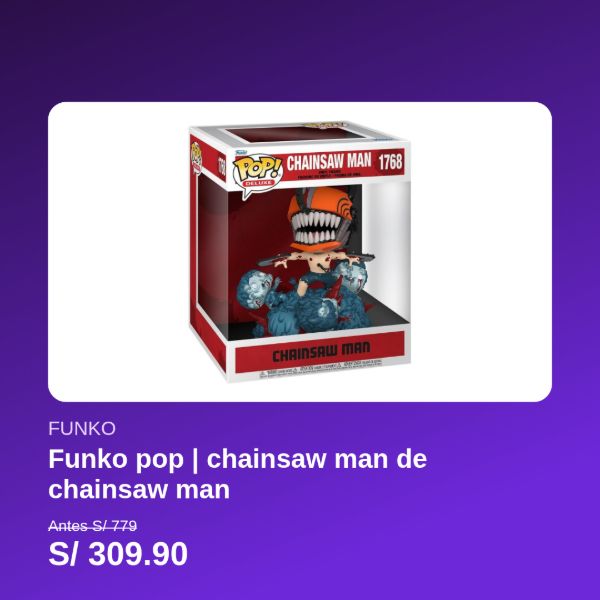 CHAINSAW MAN 1768
POP!
DELUXE
CHAINSAW MAN
FUNKO
Funko pop | chainsaw man de
chainsaw man
Antes S/ 779
S/ 309.90